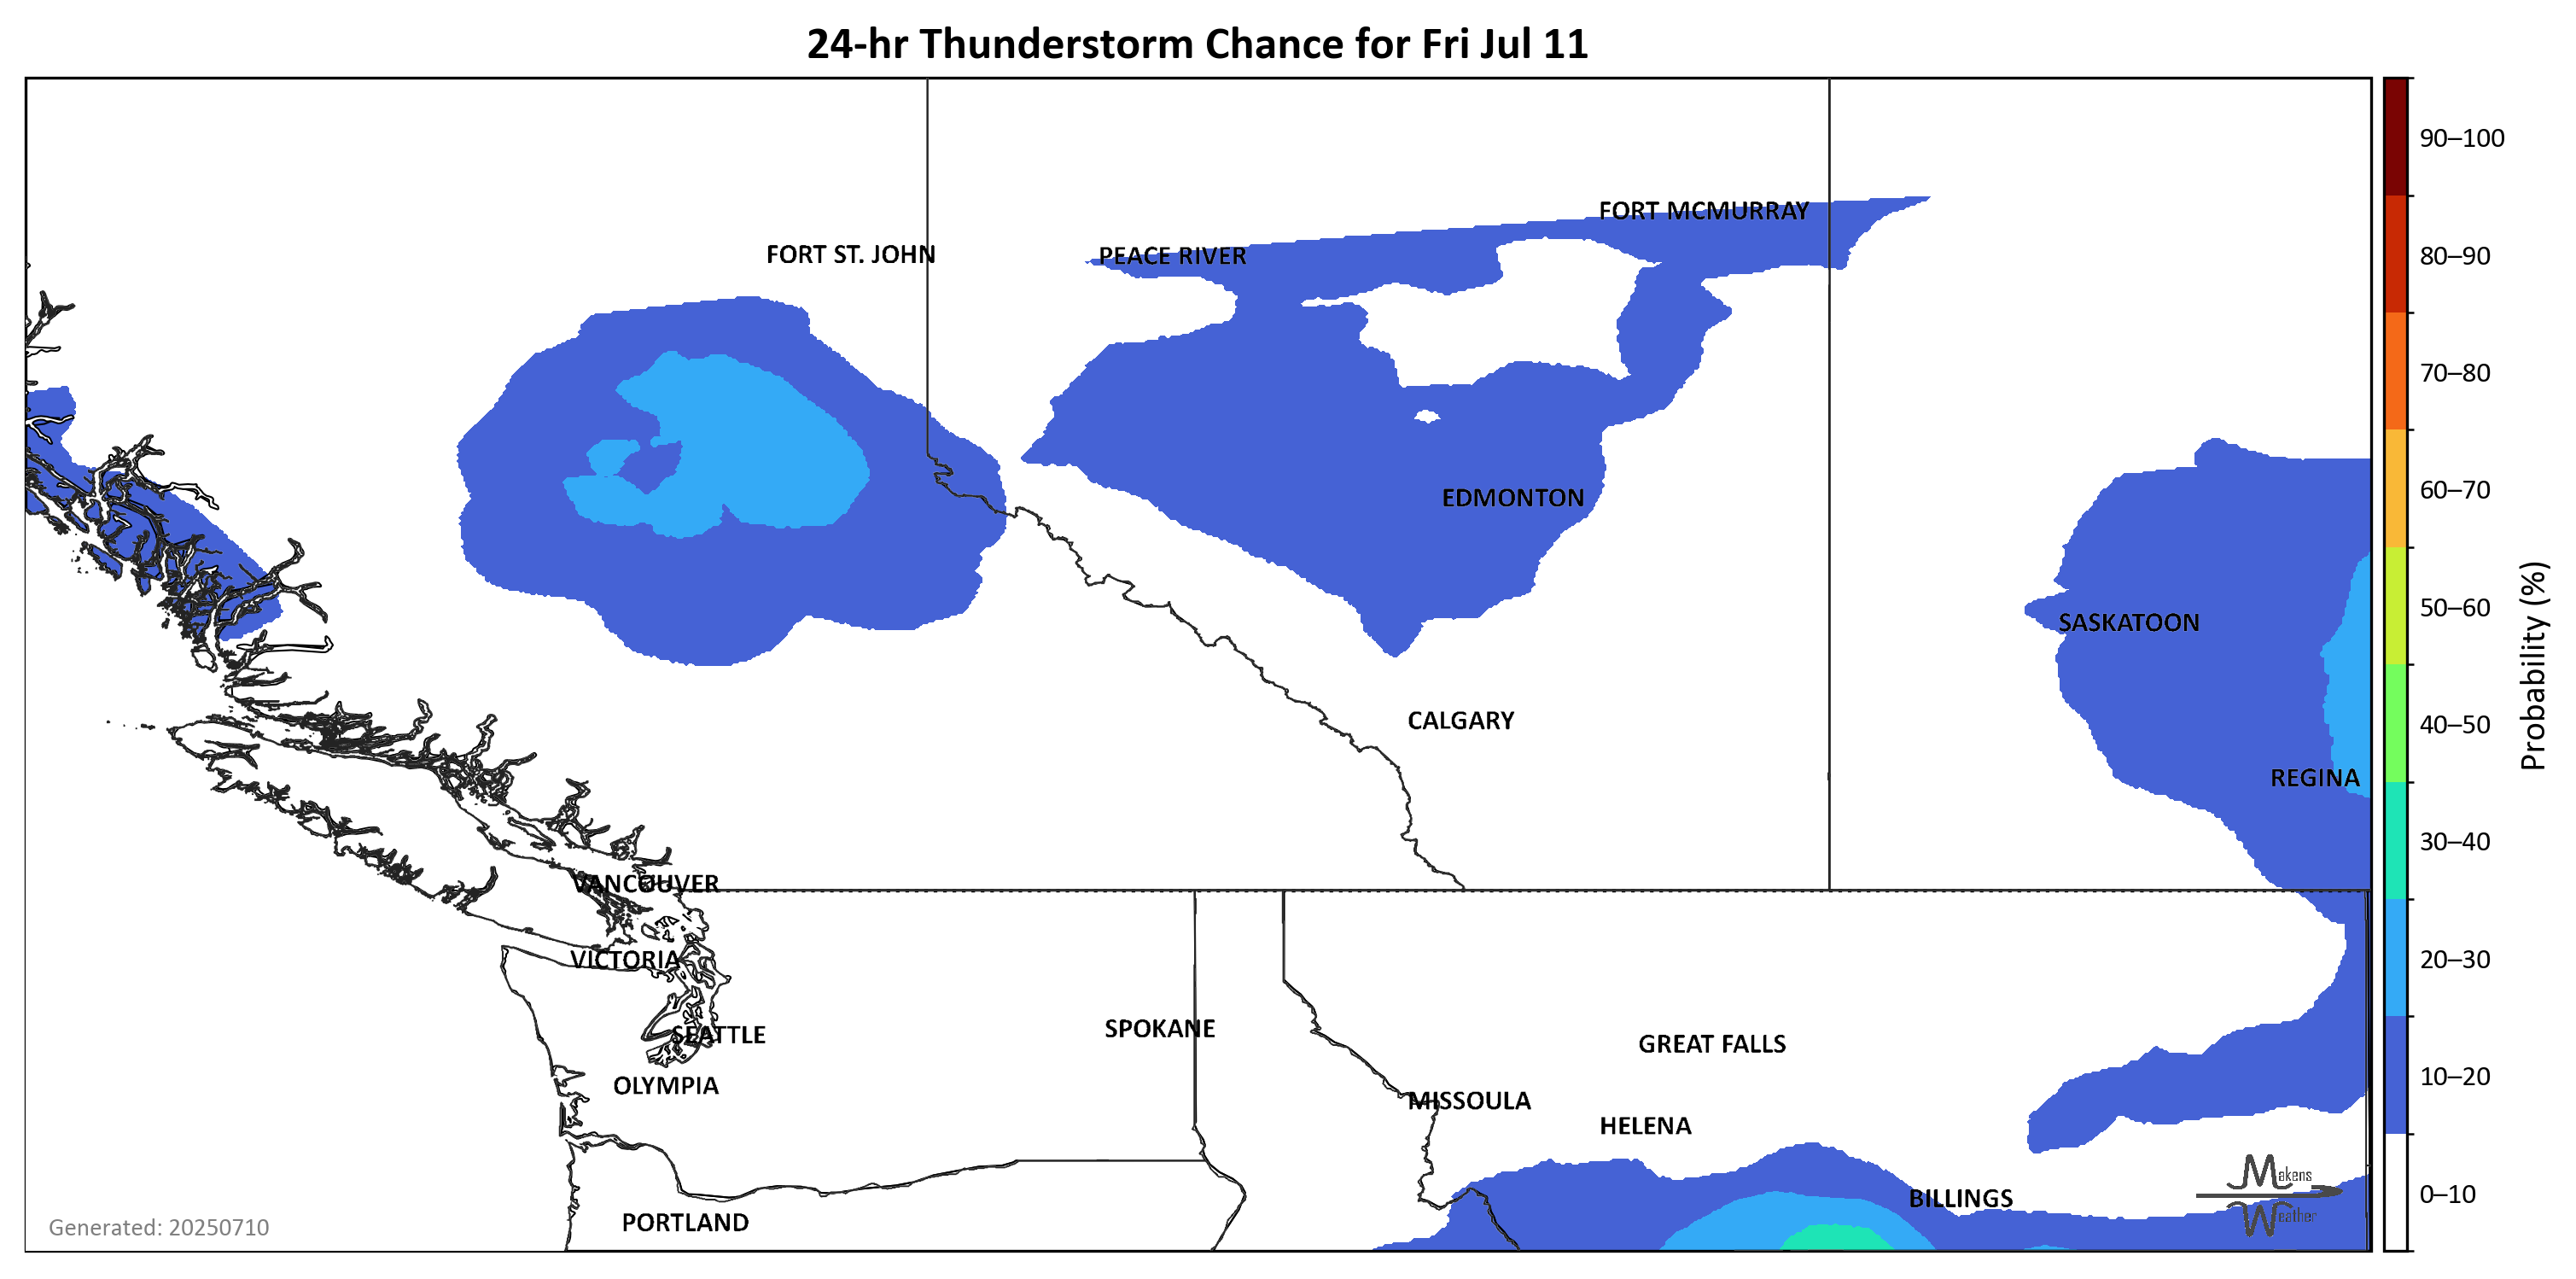 24-hr Thunderstorm Chance for Fri Jul 11
90–100
FORT MCMURRAY
FORT ST. JOHN
PEACE RIVER
80–90
70–80
EDMONTON
60–70
SASKATOON
50–60
CALGARY
40–50
Probability (%)
REGINA
30–40
VANCOUVER
VICTORIA
20–30
SEATTLE
SPOKANE
GREAT FALLS
OLYMPIA
10–20
MISSOULA
HELENA
Makens
Weather
BILLINGS
0–10
PORTLAND
Generated: 20250710